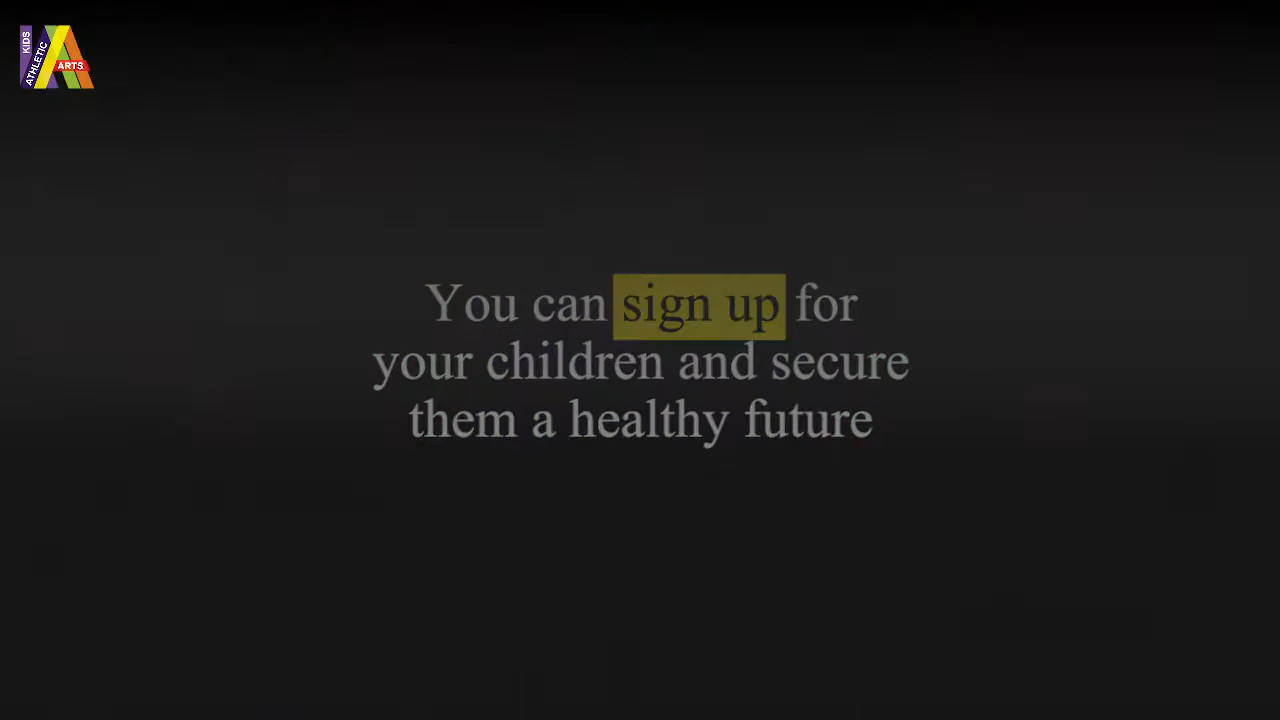 KIDS
ATHLETIC
ARTS
You can sign up for
your children and secure
them a healthy future